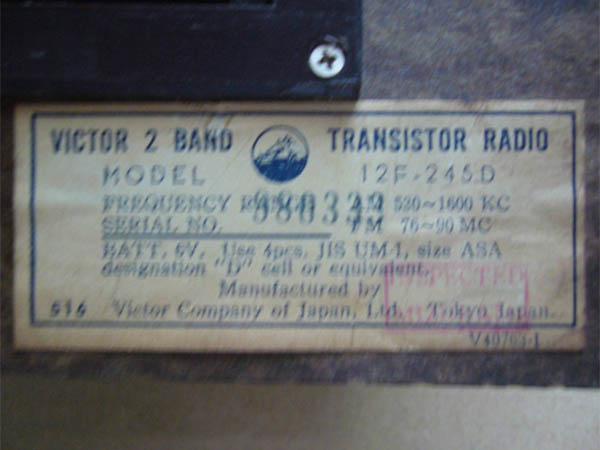 VICTOR 2 BAND TRANSISTOR RADIO
MODEL 12F-245D
FREQUENCY RANGE AM 530~1600 KC
SERIAL NO. FM 76~90 MC
BATT. 6V. Use 4pcs. JIS UM-1, size ASA
designation "D" cell or equivalent.
INSPECTED
Manufactured by
616 Victor Company of Japan, Ltd. Tokyo Japan